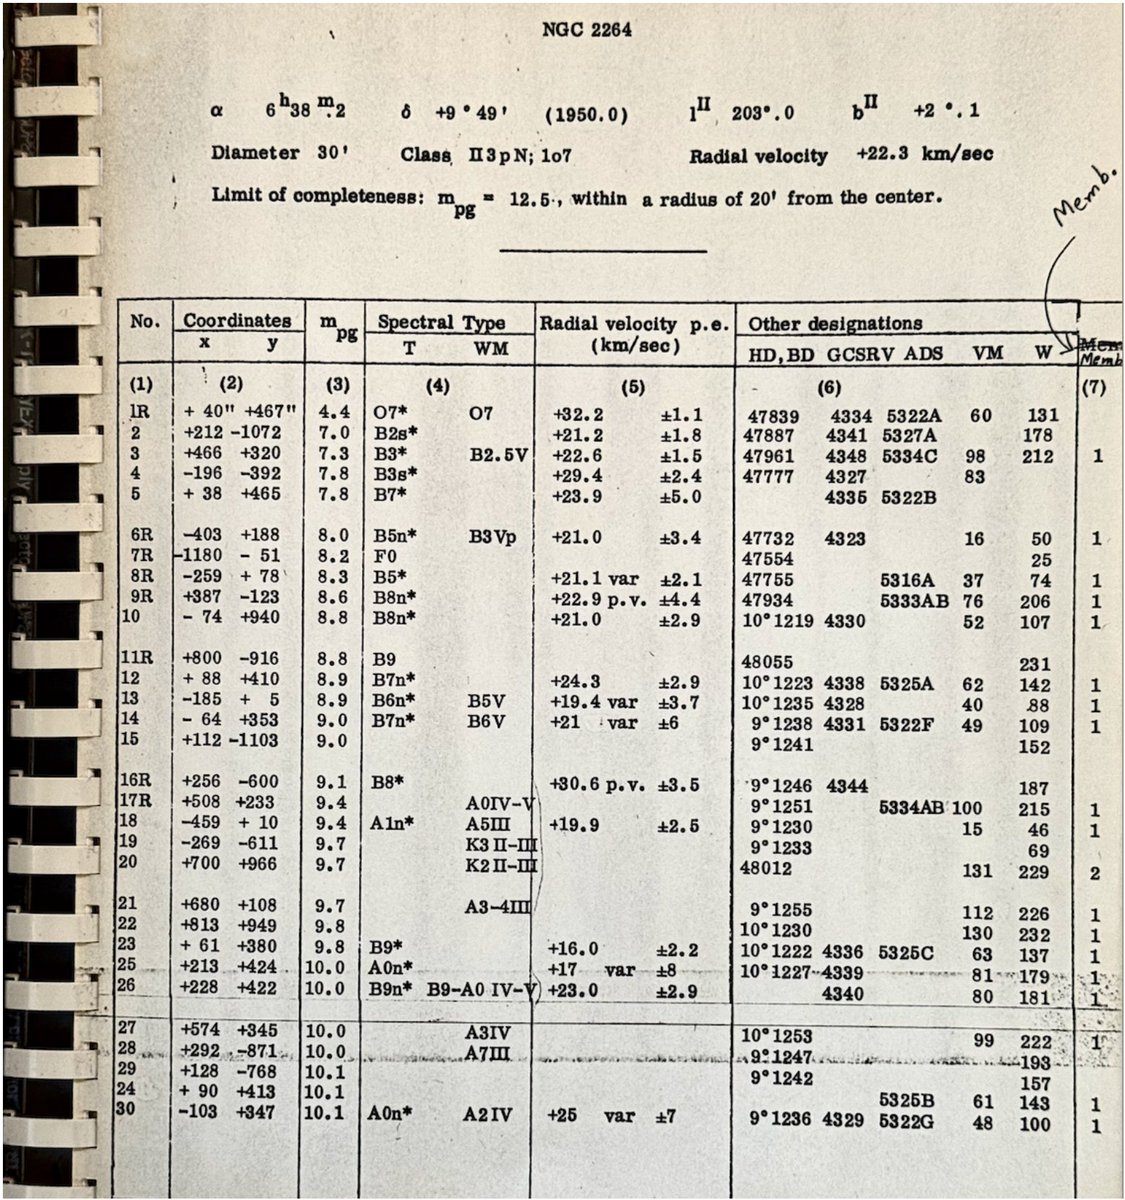 NGC 2264
α 6ʰ38ᵐ.2 δ +9°49' (1950.0) lᴵᴵ 203°.0 bᴵᴵ +2°.1
Diameter 30' Class II3pN; 1o7 Radial velocity +22.3 km/sec
Limit of completeness: m_pg = 12.5, within a radius of 20' from the center.
Memb.
No. Coordinates m_pg Spectral Type Radial velocity p.e. Other designations
x y T WM (km/sec) HD, BD GCSRV ADS VM W Memb
(1) (2) (3) (4) (5) (6) (7)
1R + 40" +467" 4.4 O7* O7 +32.2 ±1.1 47839 4334 5322A 60 131
2 +212 -1072 7.0 B2s* +21.2 ±1.8 47887 4341 5327A 178
3 +466 +320 7.3 B3* B2.5V +22.6 ±1.5 47961 4348 5334C 98 212 1
4 -196 -392 7.8 B3s* +29.4 ±2.4 47777 4327 83
5 + 38 +465 7.8 B7* +23.9 ±5.0 4335 5322B
6R -403 +188 8.0 B5n* B3Vp +21.0 ±3.4 47732 4323 16 50 1
7R -1180 - 51 8.2 F0 47554 25
8R -259 + 78 8.3 B5* +21.1 var ±2.1 47755 5316A 37 74 1
9R +387 -123 8.6 B8n* +22.9 p.v. ±4.4 47934 5333AB 76 206 1
10 - 74 +940 8.8 B8n* +21.0 ±2.9 10°1219 4330 52 107 1
11R +800 -916 8.8 B9 48055 231
12 + 88 +410 8.9 B7n* +24.3 ±2.9 10°1223 4338 5325A 62 142 1
13 -185 + 5 8.9 B6n* B5V +19.4 var ±3.7 10°1235 4328 40 88 1
14 - 64 +353 9.0 B7n* B6V +21 var ±6 9°1238 4331 5322F 49 109 1
15 +112 -1103 9.0 9°1241 152
16R +256 -600 9.1 B8* +30.6 p.v. ±3.5 9°1246 4344 187
17R +508 +233 9.4 A0IV-V 9°1251 5334AB 100 215 1
18 -459 + 10 9.4 A1n* A5III +19.9 ±2.5 9°1230 15 46 1
19 -269 -611 9.7 K3II-III 9°1233 69
20 +700 +966 9.7 K2II-III 48012 131 229 2
21 +680 +108 9.7 A3-4III 9°1255 112 226 1
22 +813 +949 9.8 10°1230 130 232 1
23 + 61 +380 9.8 B9* +16.0 ±2.2 10°1222 4336 5325C 63 137 1
25 +213 +424 10.0 A0n* +17 var ±8 10°1227 4339 81 179 1
26 +228 +422 10.0 B9n* B9-A0 IV-V +23.0 ±2.9 4340 80 181 1
27 +574 +345 10.0 A3IV 10°1253 99 222 1
28 +292 -871 10.0 A7III 9°1247 193
29 +128 -768 10.1 9°1242 157
24 + 90 +413 10.1 5325B 61 143 1
30 -103 +347 10.1 A0n* A2IV +25 var ±7 9°1236 4329 5322G 48 100 1